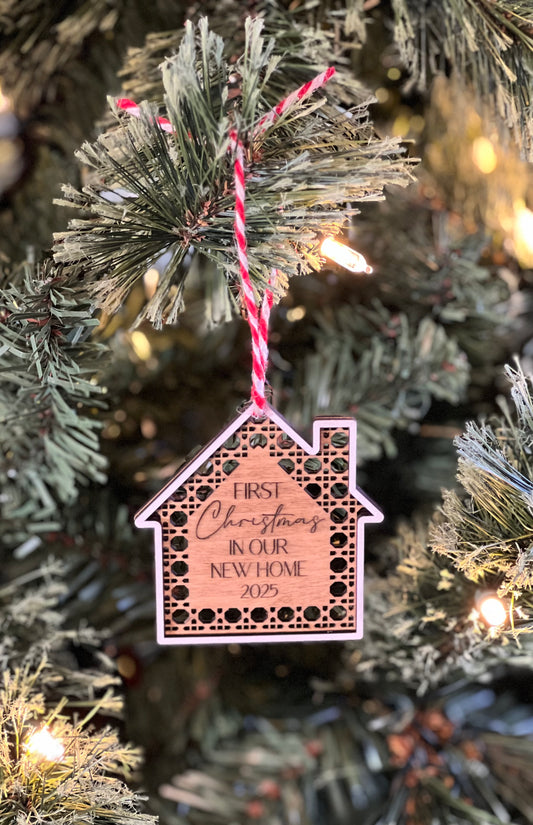 FIRST
Christmas
IN OUR
NEW HOME
2025